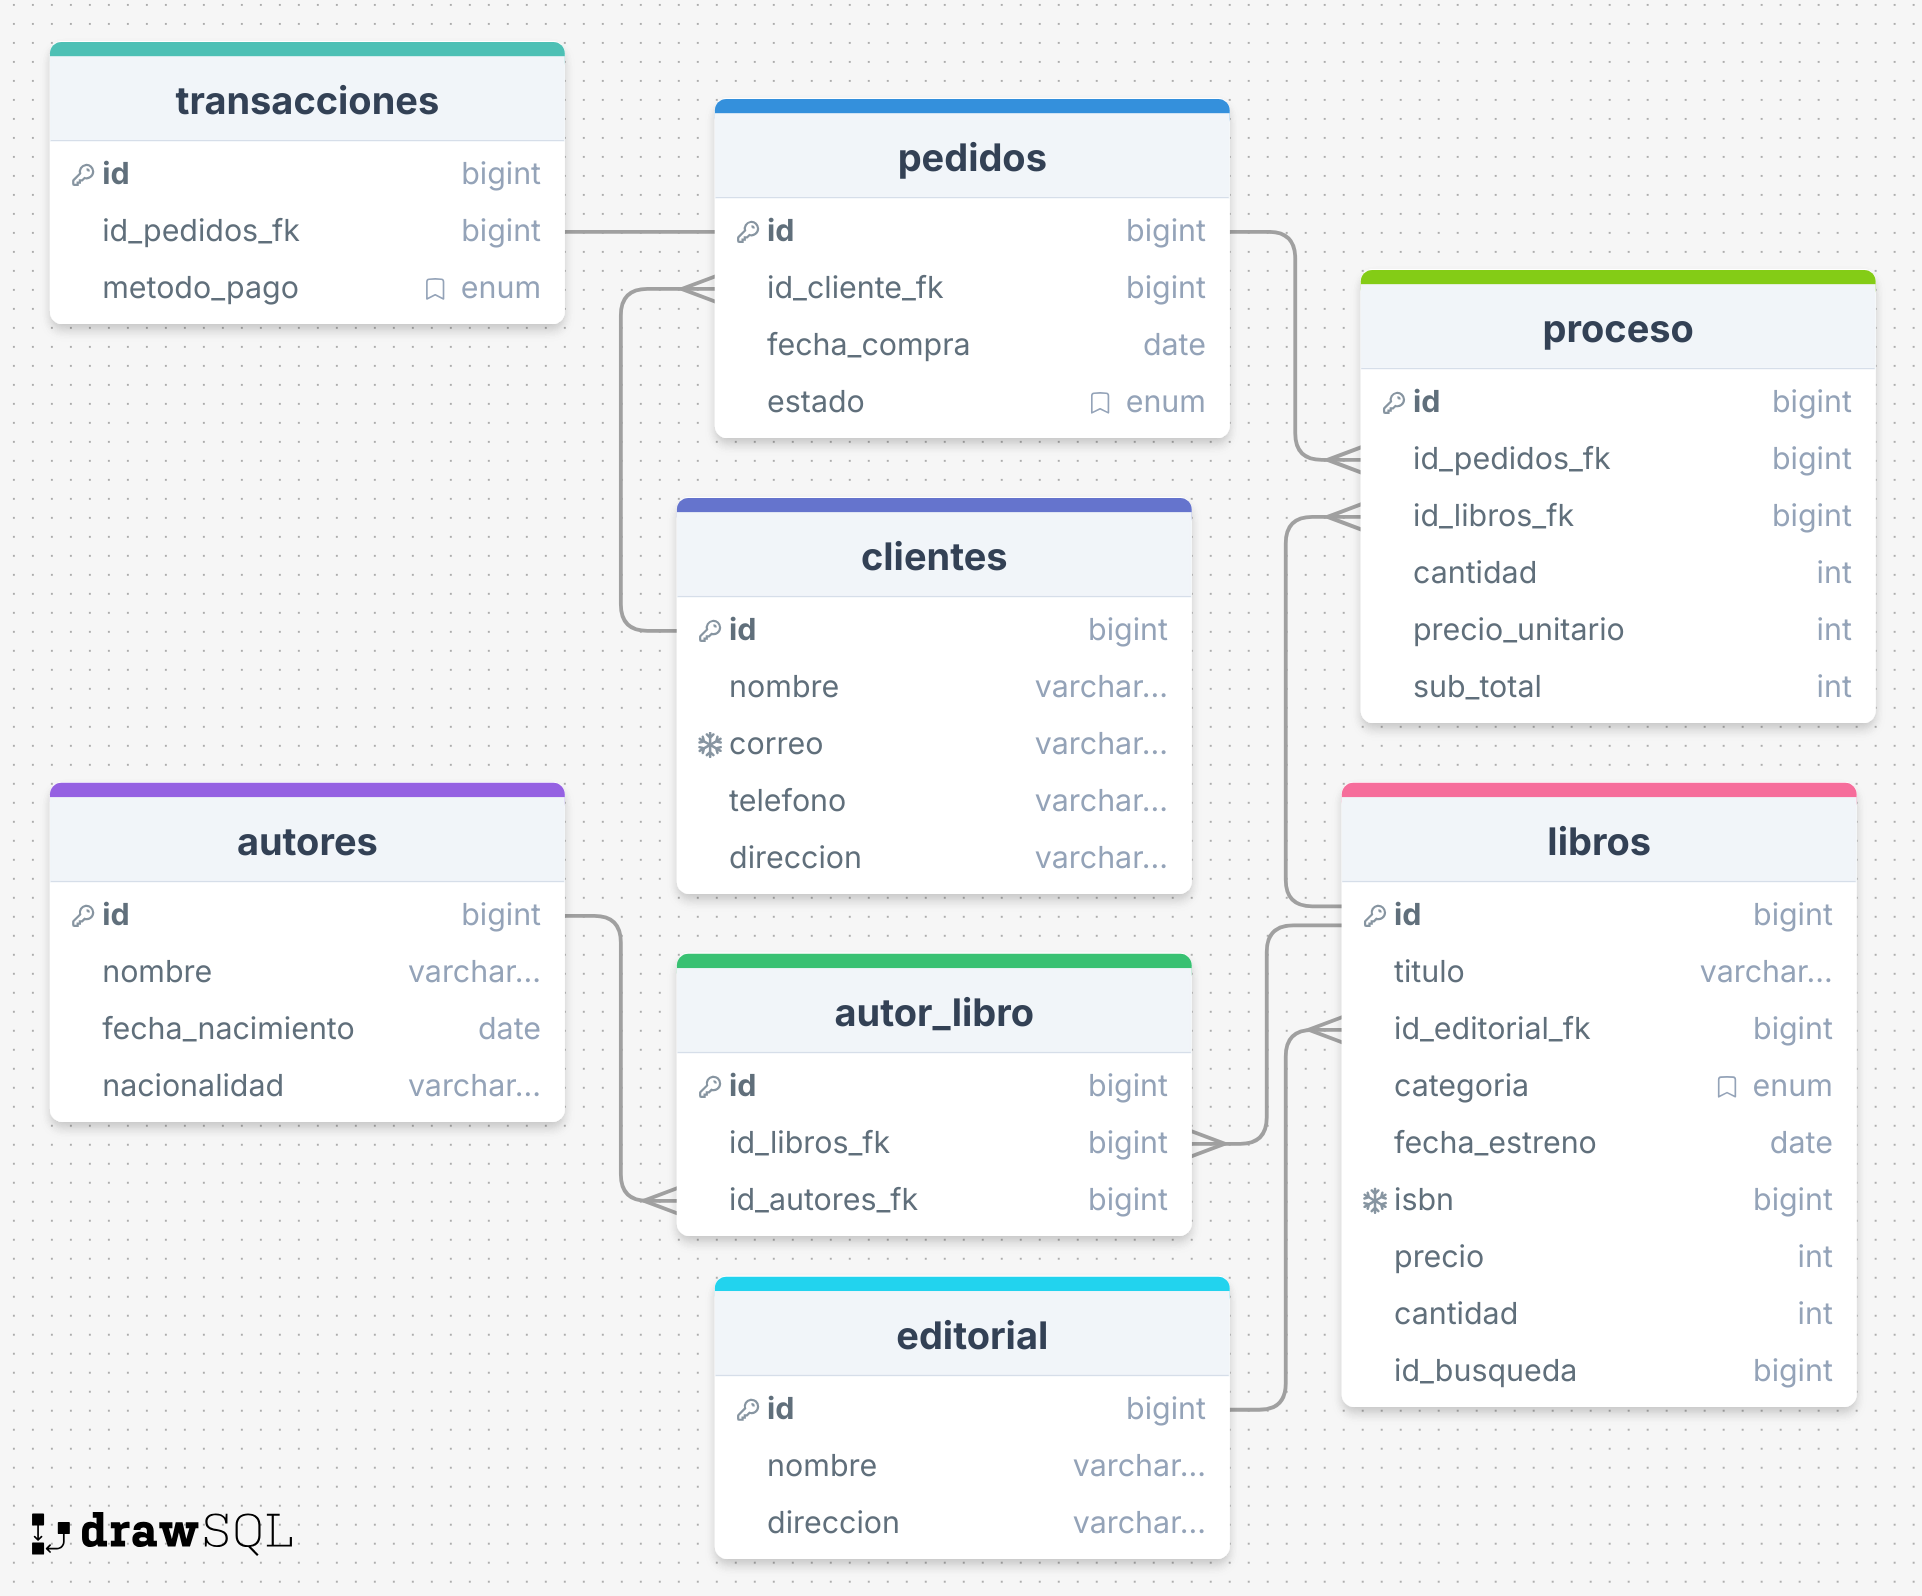 transacciones
id bigint
id_pedidos_fk bigint
metodo_pago enum
pedidos
id bigint
id_cliente_fk bigint
fecha_compra date
estado enum
proceso
id bigint
id_pedidos_fk bigint
id_libros_fk bigint
cantidad int
precio_unitario int
sub_total int
clientes
id bigint
nombre varchar...
correo varchar...
telefono varchar...
direccion varchar...
autores
id bigint
nombre varchar...
fecha_nacimiento date
nacionalidad varchar...
autor_libro
id bigint
id_libros_fk bigint
id_autores_fk bigint
libros
id bigint
titulo varchar...
id_editorial_fk bigint
categoria enum
fecha_estreno date
isbn bigint
precio int
cantidad int
id_busqueda bigint
editorial
id bigint
nombre varchar...
direccion varchar...
drawSQL